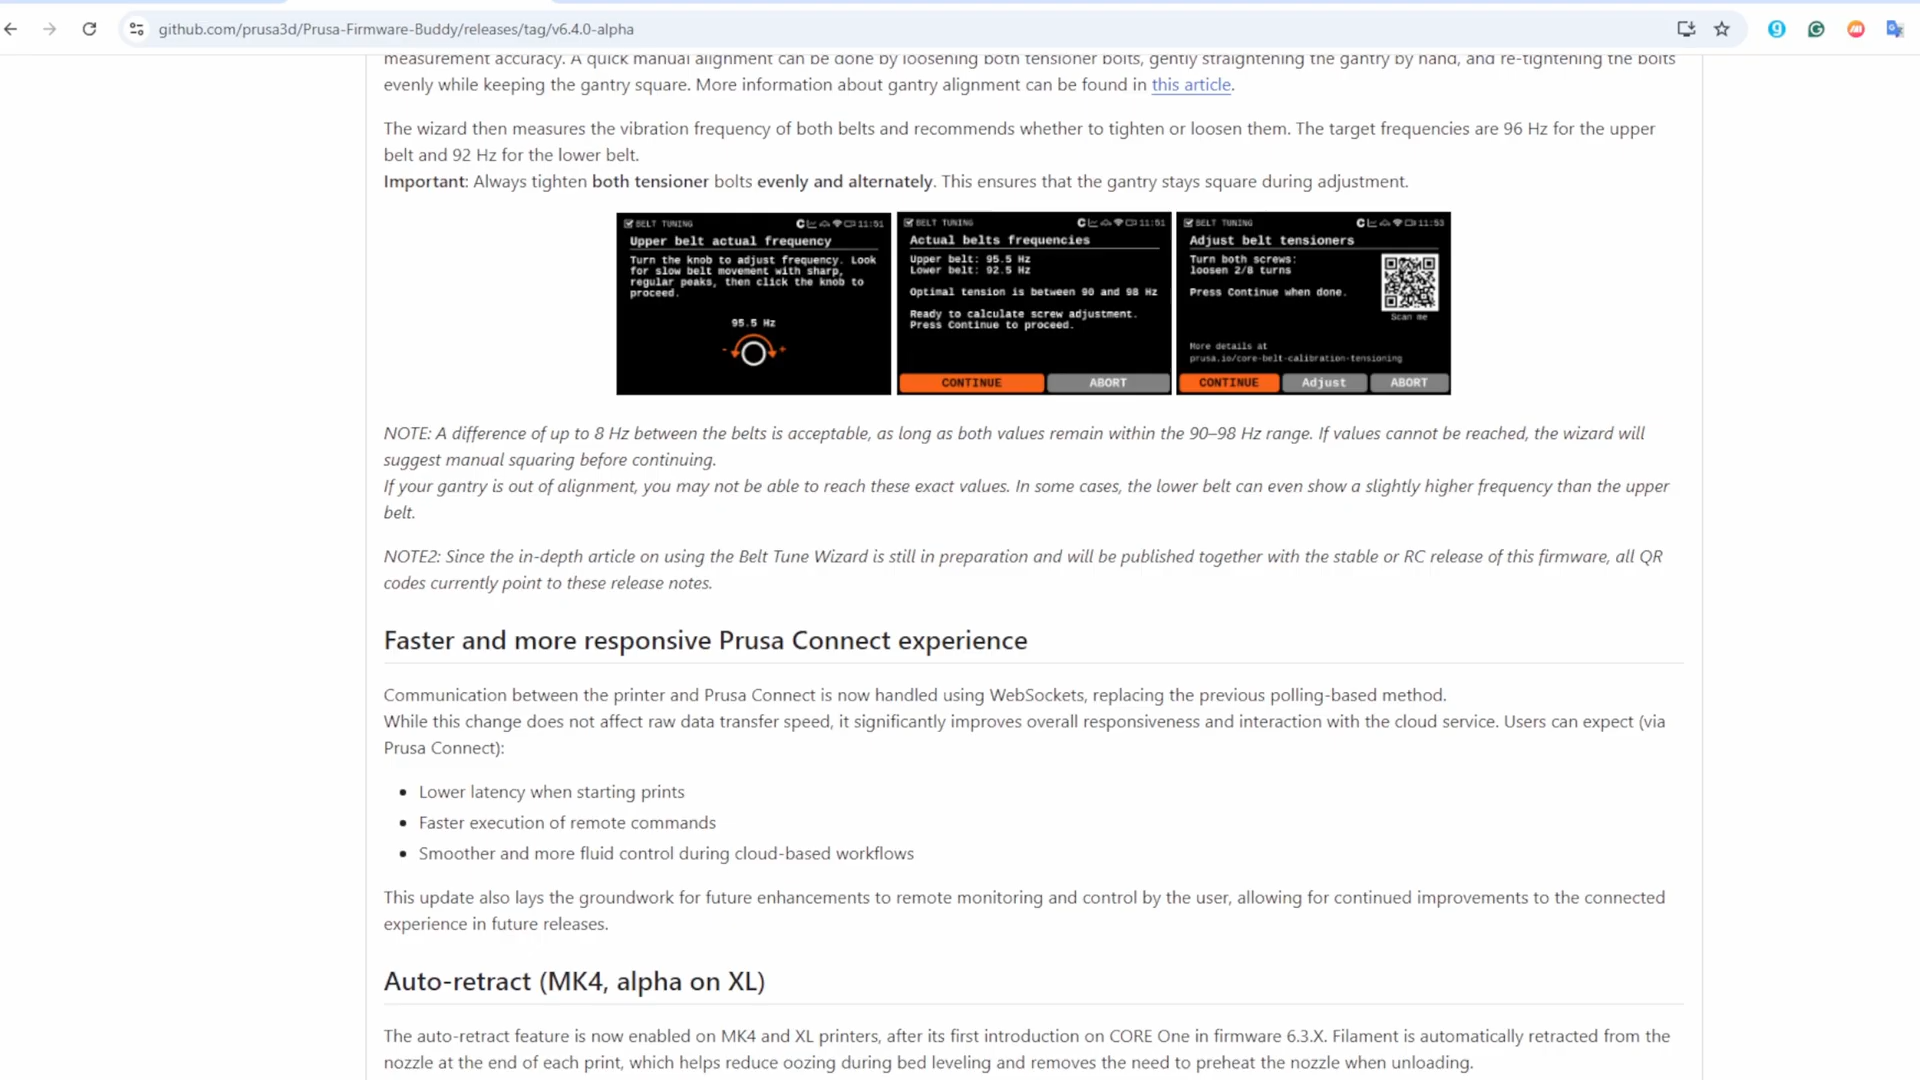 github.com/prusa3d/Prusa-Firmware-Buddy/releases/tag/v6.4.0-alpha
measurement accuracy. A quick manual alignment can be done by loosening both tensioner bolts, gently straightening the gantry by hand, and re-tightening the bolts
evenly while keeping the gantry square. More information about gantry alignment can be found in this article.
The wizard then measures the vibration frequency of both belts and recommends whether to tighten or loosen them. The target frequencies are 96 Hz for the upper
belt and 92 Hz for the lower belt.
Important: Always tighten both tensioner bolts evenly and alternately. This ensures that the gantry stays square during adjustment.
BELT TUNING 11:51
Upper belt actual frequency
Turn the knob to adjust frequency. Look
for slow belt movement with sharp,
regular peaks, then click the knob to
proceed.
95.5 Hz
- +
BELT TUNING 11:51
Actual belts frequencies
Upper belt: 95.5 Hz
Lower belt: 92.5 Hz
Optimal tension is between 90 and 98 Hz
Ready to calculate screw adjustment.
Press Continue to proceed.
CONTINUE ABORT
BELT TUNING 11:53
Adjust belt tensioners
Turn both screws:
loosen 2/8 turns
Press Continue when done.
Scan me
More details at
prusa.io/core-belt-calibration-tensioning
CONTINUE Adjust ABORT
NOTE: A difference of up to 8 Hz between the belts is acceptable, as long as both values remain within the 90–98 Hz range. If values cannot be reached, the wizard will
suggest manual squaring before continuing.
If your gantry is out of alignment, you may not be able to reach these exact values. In some cases, the lower belt can even show a slightly higher frequency than the upper
belt.
NOTE2: Since the in-depth article on using the Belt Tune Wizard is still in preparation and will be published together with the stable or RC release of this firmware, all QR
codes currently point to these release notes.
Faster and more responsive Prusa Connect experience
Communication between the printer and Prusa Connect is now handled using WebSockets, replacing the previous polling-based method.
While this change does not affect raw data transfer speed, it significantly improves overall responsiveness and interaction with the cloud service. Users can expect (via
Prusa Connect):
• Lower latency when starting prints
• Faster execution of remote commands
• Smoother and more fluid control during cloud-based workflows
This update also lays the groundwork for future enhancements to remote monitoring and control by the user, allowing for continued improvements to the connected
experience in future releases.
Auto-retract (MK4, alpha on XL)
The auto-retract feature is now enabled on MK4 and XL printers, after its first introduction on CORE One in firmware 6.3.X. Filament is automatically retracted from the
nozzle at the end of each print, which helps reduce oozing during bed leveling and removes the need to preheat the nozzle when unloading.